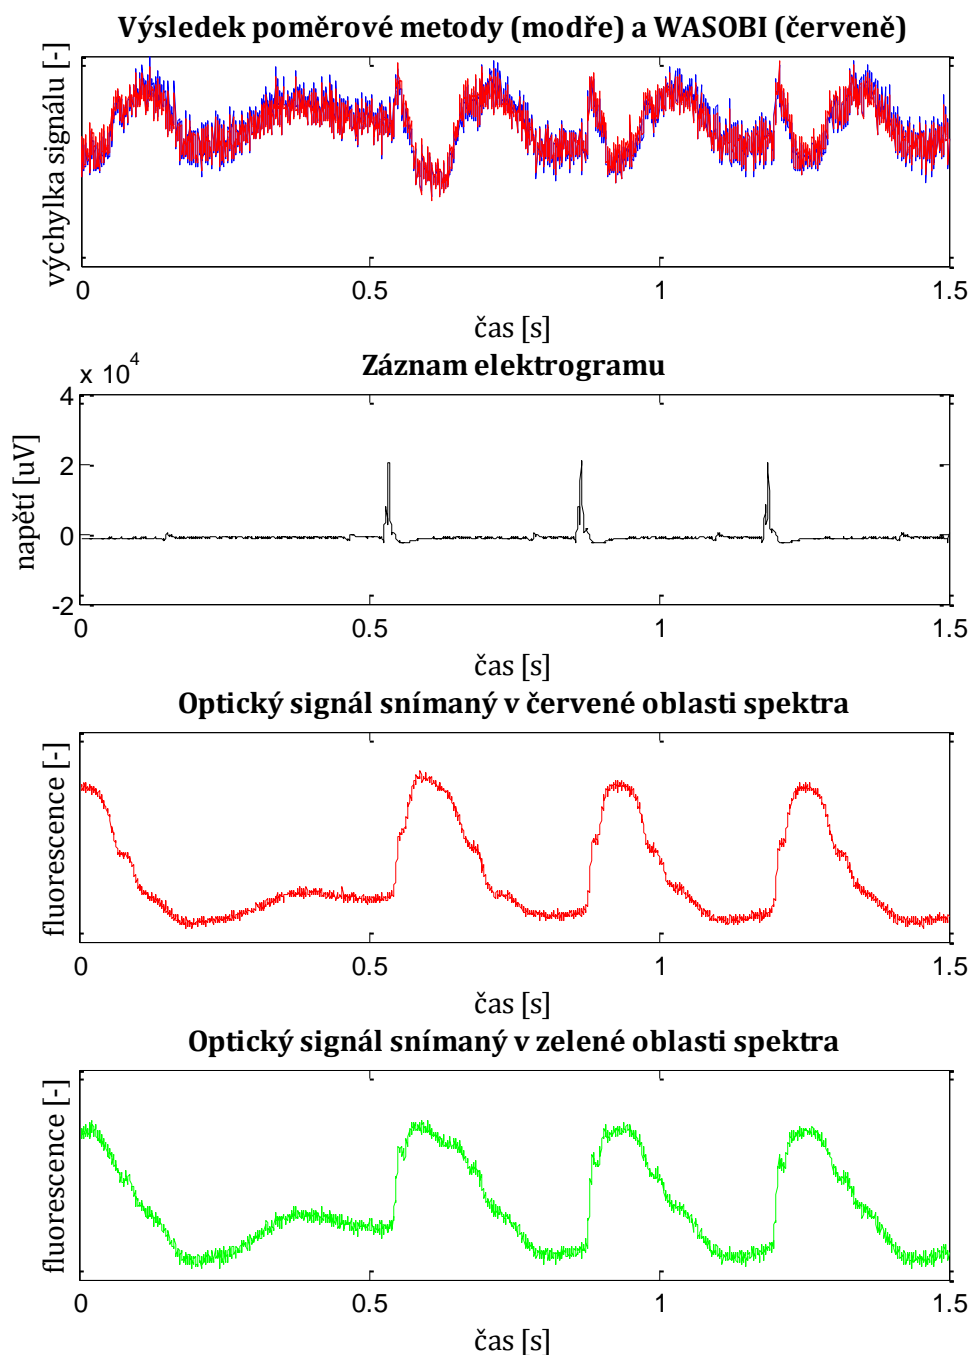 Výsledek poměrové metody (modře) a WASOBI (červeně)
výchylka signálu [-]
0 0.5 1 1.5
čas [s]
Záznam elektrogramu
x 10^4
napětí [uV]
4
2
0
-2
0 0.5 1 1.5
čas [s]
Optický signál snímaný v červené oblasti spektra
fluorescence [-]
0 0.5 1 1.5
čas [s]
Optický signál snímaný v zelené oblasti spektra
fluorescence [-]
0 0.5 1 1.5
čas [s]